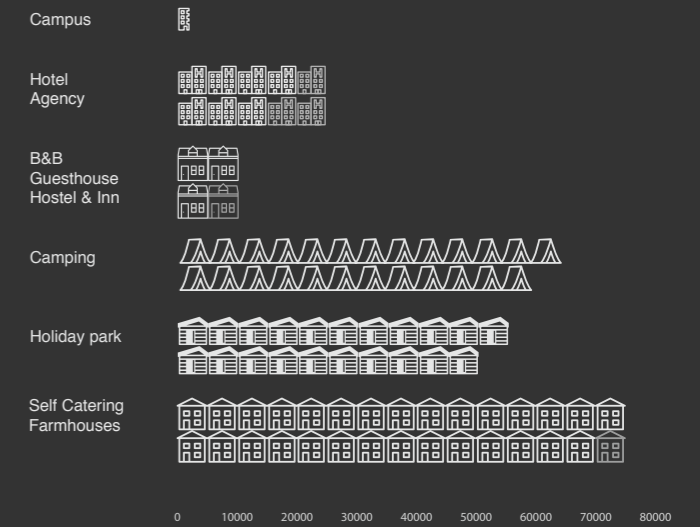 Campus
Hotel
Agency
B&B
Guesthouse
Hostel & Inn
Camping
Holiday park
Self Catering
Farmhouses
0 10000 20000 30000 40000 50000 60000 70000 80000